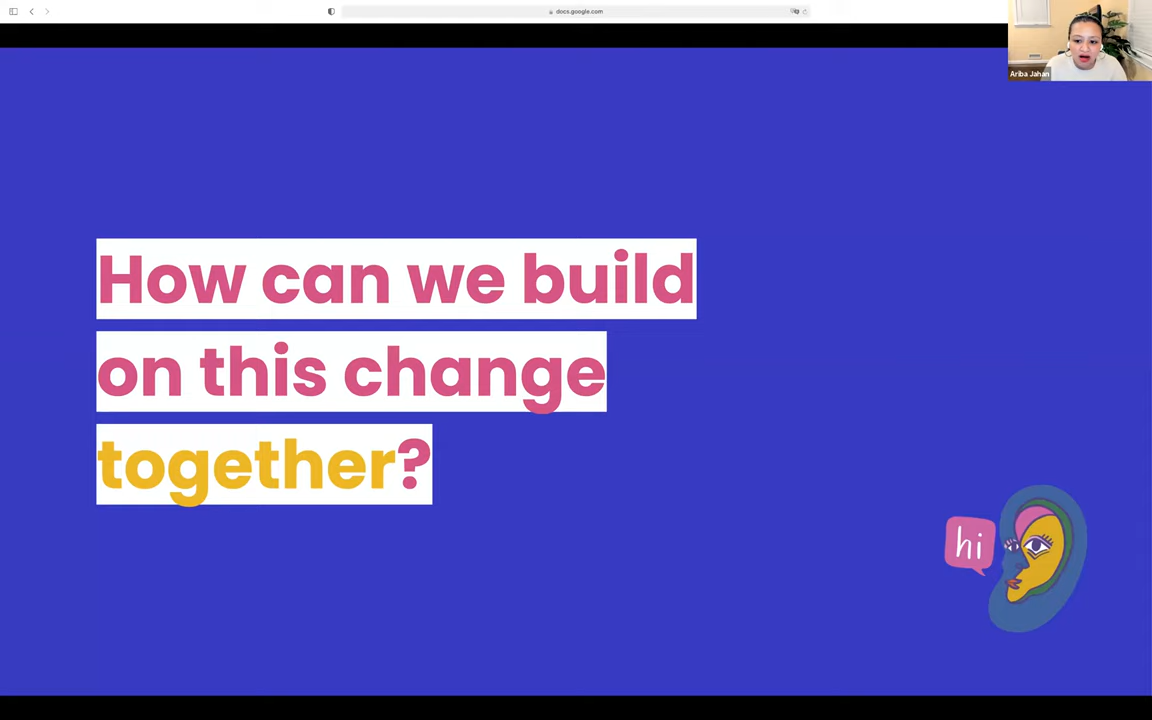 docs.google.com
Ariba Jahan
How can we build
on this change
together?
hi